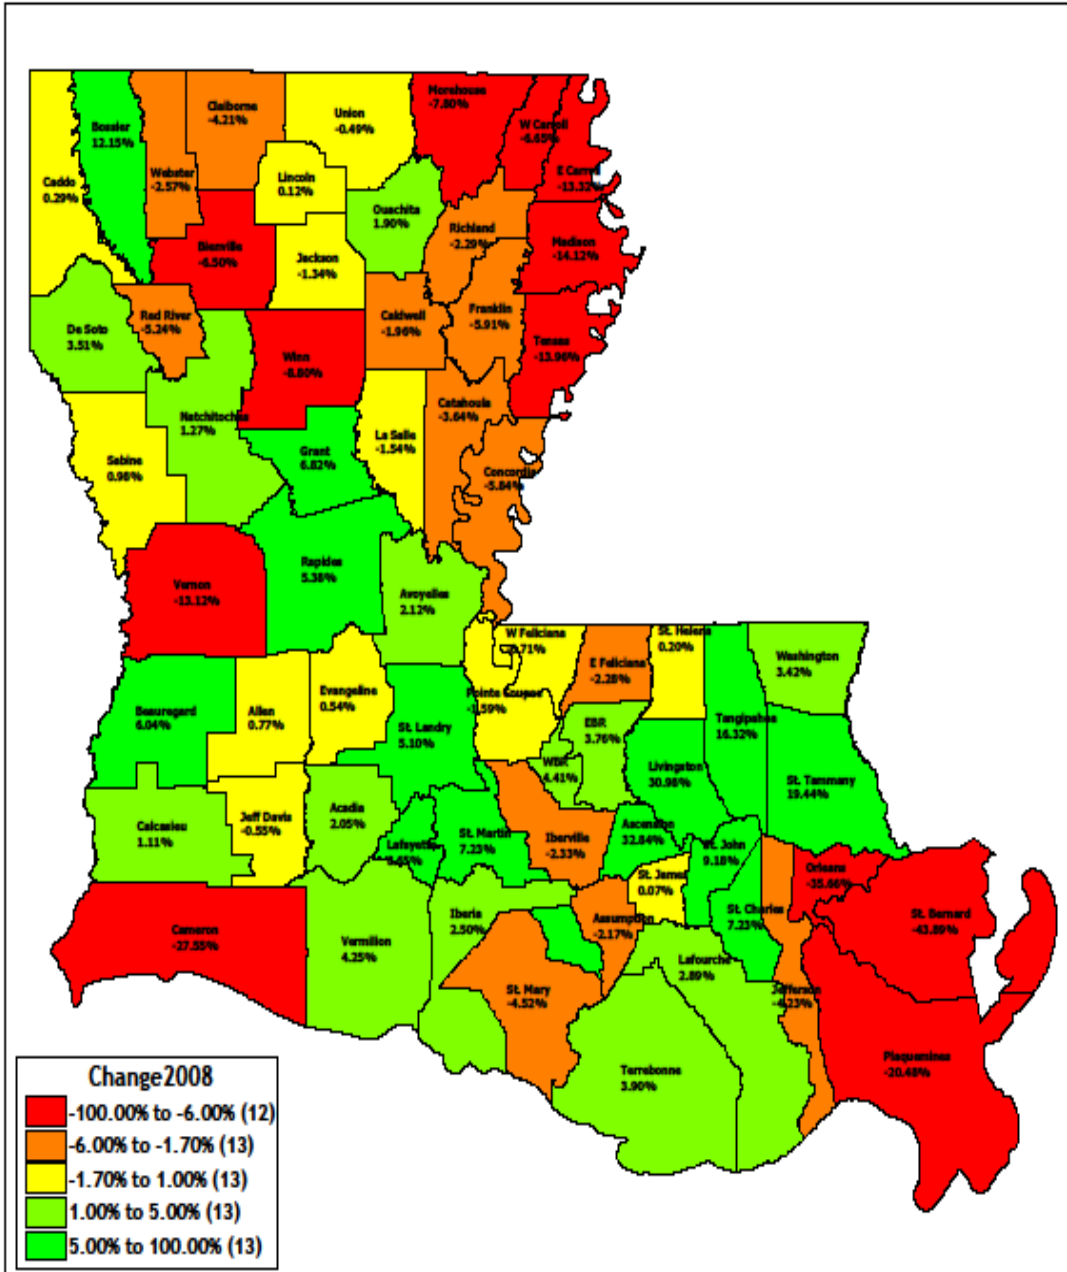 Morehouse
-7.80%
Claiborne
-4.21%
Union
-0.49%
W Carroll
-6.65%
Bossier
12.15%
E Carroll
-13.32%
Webster
-2.57%
Lincoln
0.12%
Caddo
0.29%
Ouachita
1.90%
Richland
-2.29%
Madison
-14.12%
Bienville
-6.50%
Jackson
-1.34%
Red River
-5.24%
Caldwell
-1.96%
Franklin
-5.91%
De Soto
3.51%
Tensas
-13.96%
Winn
-8.80%
Catahoula
-3.64%
Natchitoches
1.27%
La Salle
-1.54%
Grant
6.82%
Sabine
0.98%
Concordia
-5.84%
Rapides
5.38%
Vernon
-13.12%
Avoyelles
2.12%
W Feliciana
St. Helena
0.20%
E Feliciana
-2.28%
Washington
3.42%
Evangeline
0.54%
Pointe Coupee
-1.59%
Beauregard
6.04%
Allen
0.77%
St. Landry
5.10%
EBR
3.76%
Tangipahoa
16.32%
WBR
4.41%
Livingston
30.98%
St. Tammany
19.44%
Calcasieu
1.11%
Jeff Davis
-0.55%
Acadia
2.05%
Lafayette
St. Martin
7.23%
Iberville
-2.33%
Ascension
32.84%
St. John
9.18%
St. James
0.07%
Orleans
-35.66%
Cameron
-27.55%
Vermilion
4.25%
Iberia
2.50%
Assumption
-2.17%
St. Charles
7.23%
St. Bernard
-43.89%
Lafourche
2.89%
St. Mary
-4.52%
Jefferson
-4.23%
Terrebonne
3.90%
Plaquemines
-20.48%
Change2008
-100.00% to -6.00% (12)
-6.00% to -1.70% (13)
-1.70% to 1.00% (13)
1.00% to 5.00% (13)
5.00% to 100.00% (13)